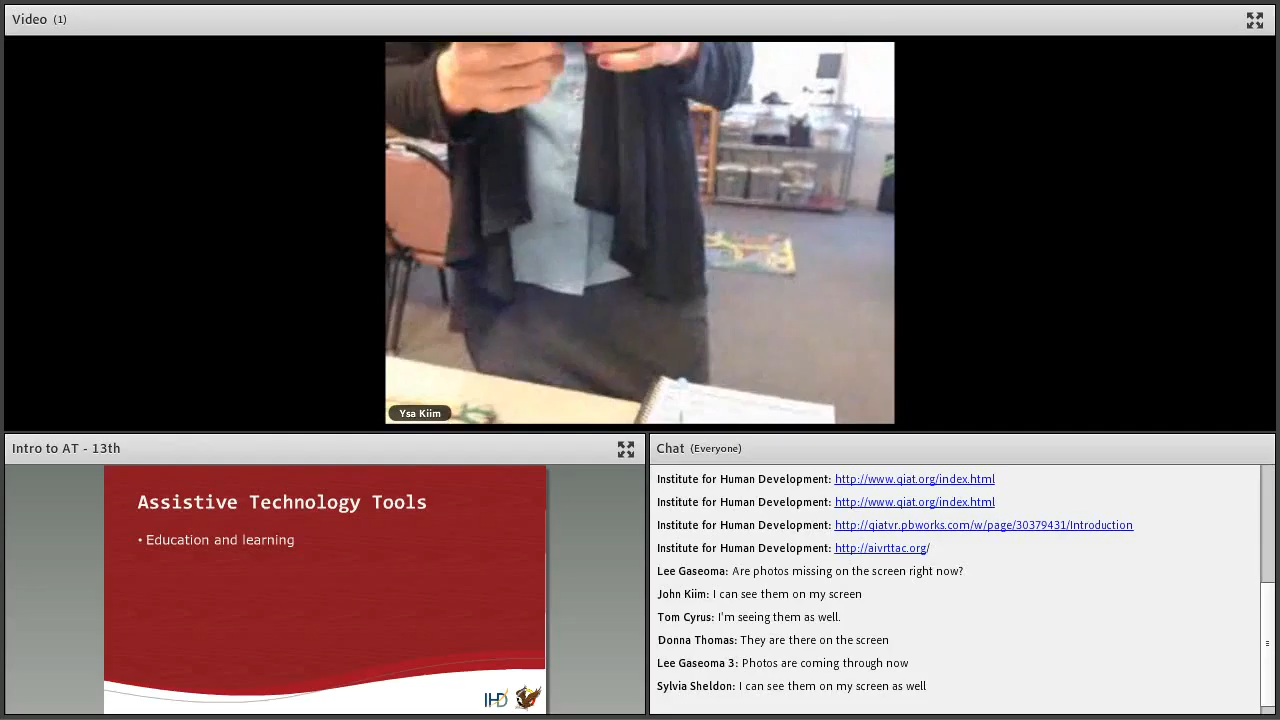 Video (1)
Ysa Kiim
Intro to AT - 13th
Assistive Technology Tools
• Education and learning
IHD
Chat (Everyone)
Institute for Human Development: http://www.qiat.org/index.html
Institute for Human Development: http://www.qiat.org/index.html
Institute for Human Development: http://qiatvr.pbworks.com/w/page/30379431/Introduction
Institute for Human Development: http://aivrttac.org/
Lee Gaseoma: Are photos missing on the screen right now?
John Kiim: I can see them on my screen
Tom Cyrus: I'm seeing them as well.
Donna Thomas: They are there on the screen
Lee Gaseoma 3: Photos are coming through now
Sylvia Sheldon: I can see them on my screen as well